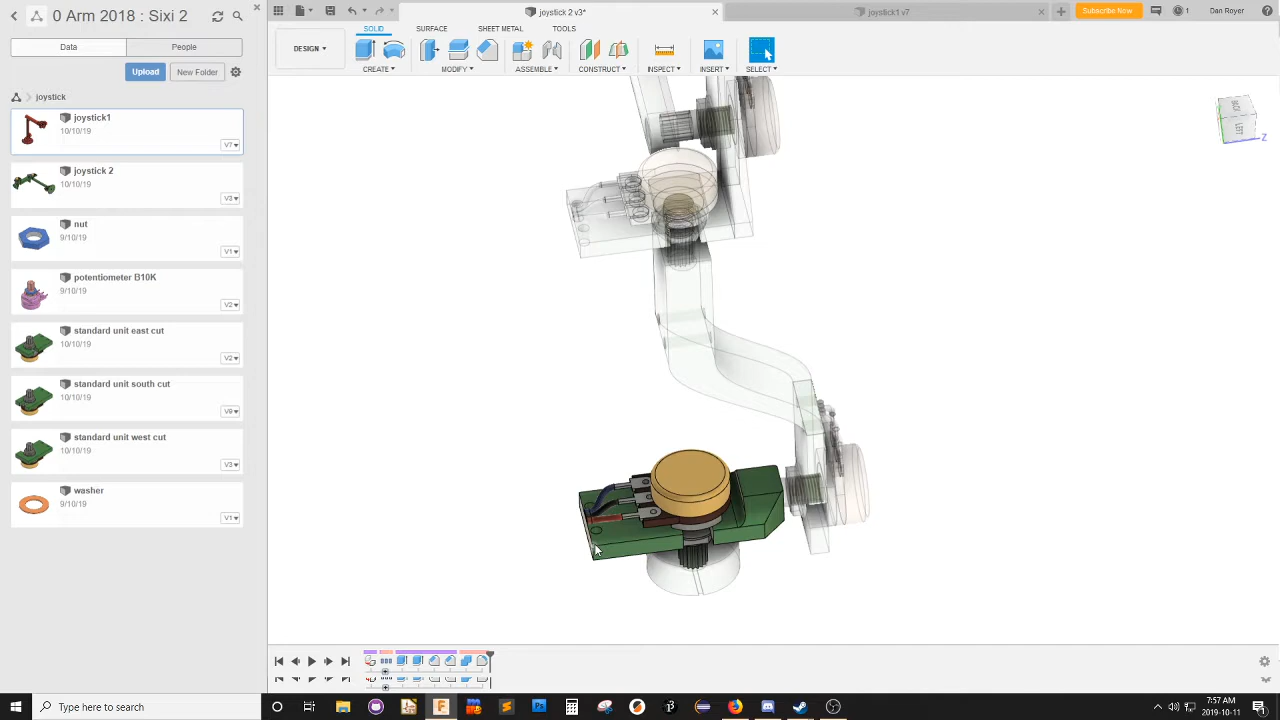 0 Arm 2018 : Sixi 2
joystick 2 v3*
joystick1 v7
Subscribe Now
1
Dan Royer
SOLID
SURFACE
SHEET METAL
TOOLS
DESIGN
CREATE
MODIFY
ASSEMBLE
CONSTRUCT
INSPECT
INSERT
SELECT
ata
People
Upload
New Folder
joystick
joystick1
10/10/19
V7
joystick 2
10/10/19
V3
nut
9/10/19
V1
potentiometer B10K
9/10/19
V2
standard unit east cut
10/10/19
V2
standard unit south cut
10/10/19
V9
standard unit west cut
10/10/19
V3
washer
9/10/19
V1
BACK
LEFT
Z
Type here to search
7:57 AM
2019-10-11